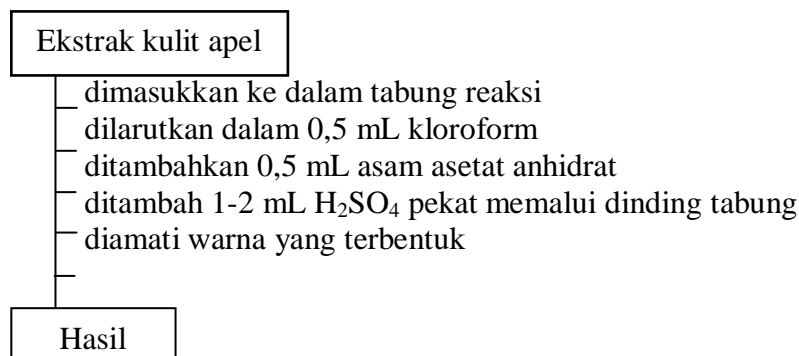 Ekstrak kulit apel
dimasukkan ke dalam tabung reaksi
dilarutkan dalam 0,5 mL kloroform
ditambahkan 0,5 mL asam asetat anhidrat
ditambah 1-2 mL H₂SO₄ pekat memalui dinding tabung
diamati warna yang terbentuk
Hasil